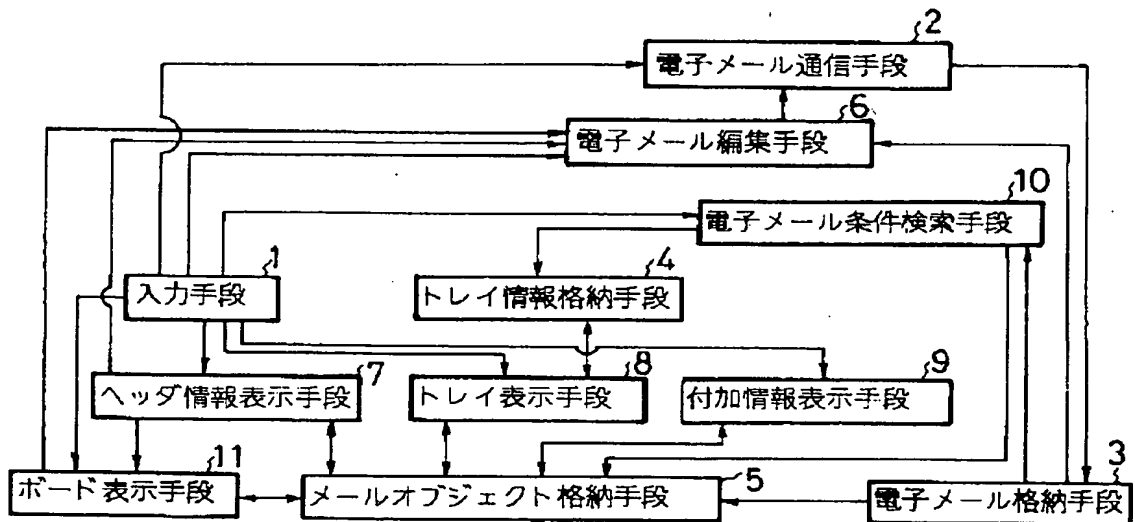 2
電子メール通信手段
6
電子メール編集手段
10
電子メール条件検索手段
1
入力手段
4
トレイ情報格納手段
7
ヘッダ情報表示手段
8
トレイ表示手段
9
付加情報表示手段
11
ボード表示手段
5
メールオブジェクト格納手段
3
電子メール格納手段